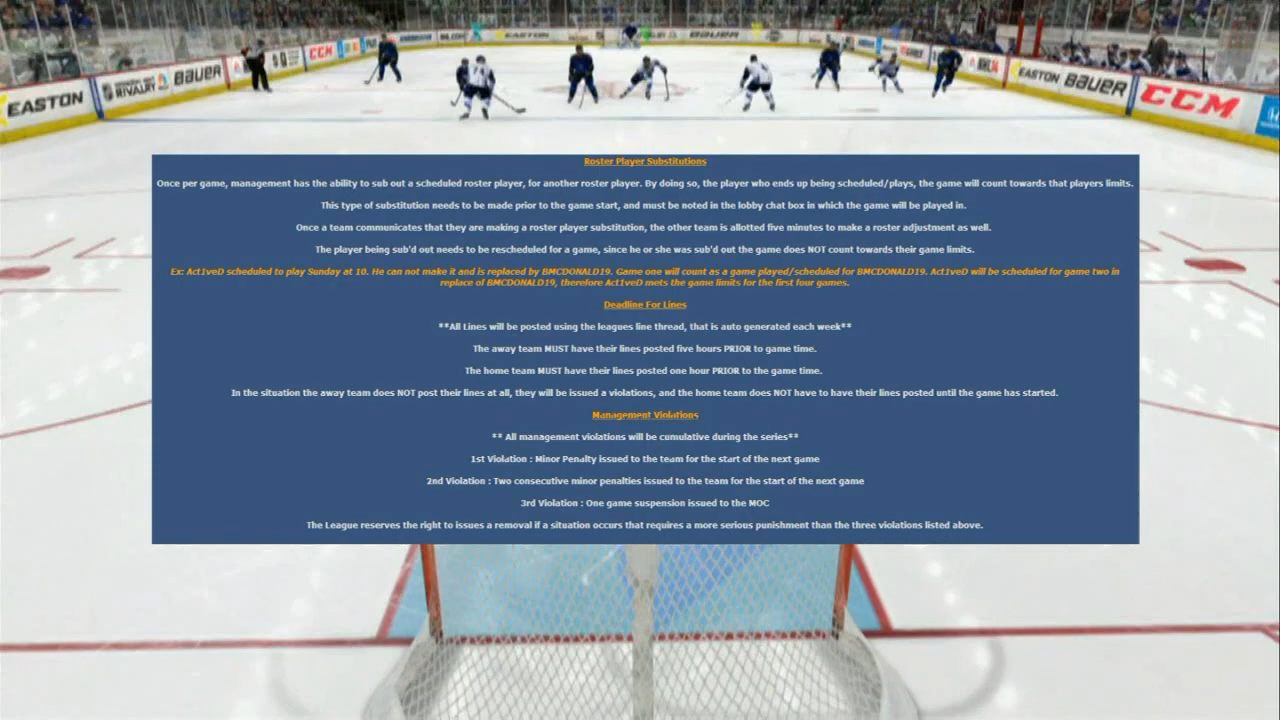 EASTON
RIVALRY
BAUER
CCM
EASTON
BAUER
EASTON BAUER
CCM
Roster Player Substitutions
Once per game, management has the ability to sub out a scheduled roster player, for another roster player. By doing so, the player who ends up being scheduled/plays, the game will count towards that players limits.
This type of substitution needs to be made prior to the game start, and must be noted in the lobby chat box in which the game will be played in.
Once a team communicates that they are making a roster player substitution, the other team is allotted five minutes to make a roster adjustment as well.
The player being sub'd out needs to be rescheduled for a game, since he or she was sub'd out the game does NOT count towards their game limits.
Ex: Act1veD scheduled to play Sunday at 10. He can not make it and is replaced by BMCDONALD19. Game one will count as a game played/scheduled for BMCDONALD19. Act1veD will be scheduled for game two in
replace of BMCDONALD19, therefore Act1veD mets the game limits for the first four games.
Deadline For Lines
**All Lines will be posted using the leagues line thread, that is auto generated each week**
The away team MUST have their lines posted five hours PRIOR to game time.
The home team MUST have their lines posted one hour PRIOR to the game time.
In the situation the away team does NOT post their lines at all, they will be issued a violations, and the home team does NOT have to have their lines posted until the game has started.
Management Violations
** All management violations will be cumulative during the series**
1st Violation : Minor Penalty issued to the team for the start of the next game
2nd Violation : Two consecutive minor penalties issued to the team for the start of the next game
3rd Violation : One game suspension issued to the MOC
The League reserves the right to issues a removal if a situation occurs that requires a more serious punishment than the three violations listed above.